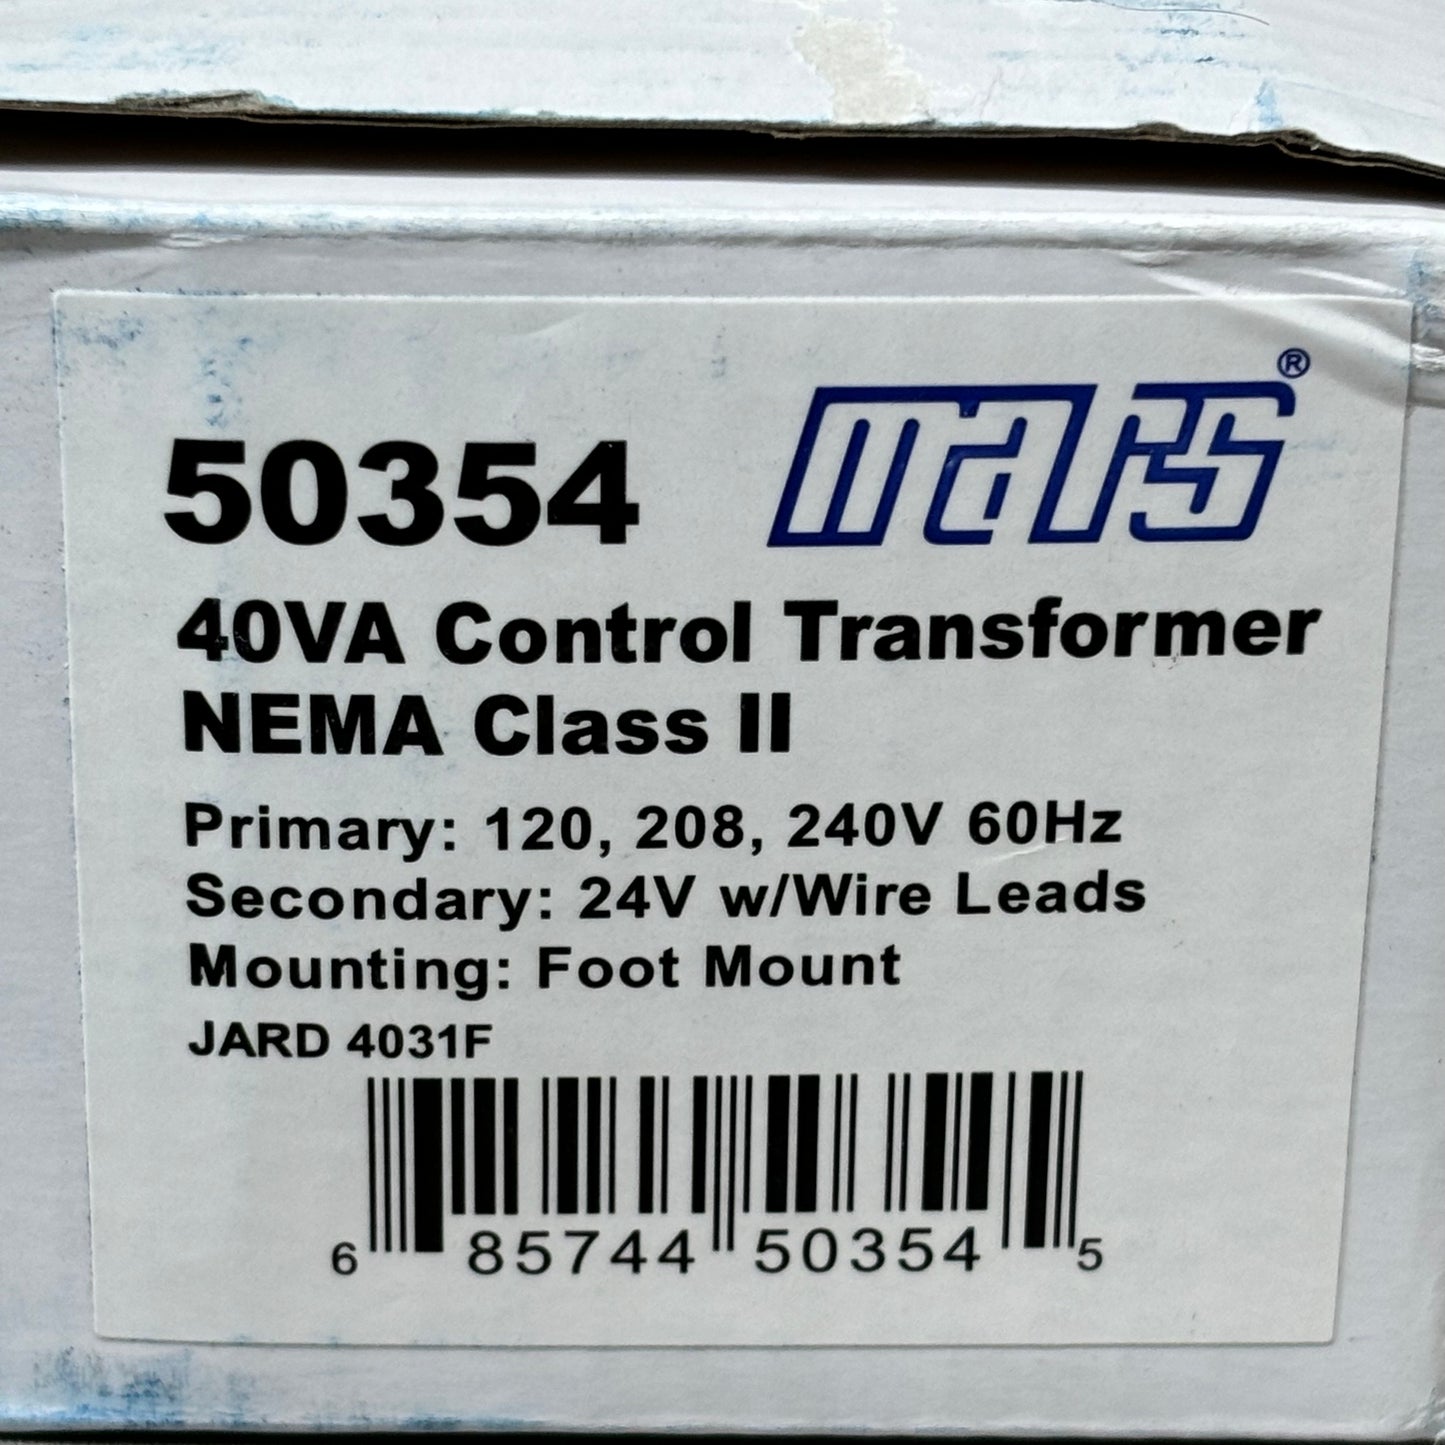 50354 mars®
40VA Control Transformer
NEMA Class II
Primary: 120, 208, 240V 60Hz
Secondary: 24V w/Wire Leads
Mounting: Foot Mount
JARD 4031F
6 85744 50354 5